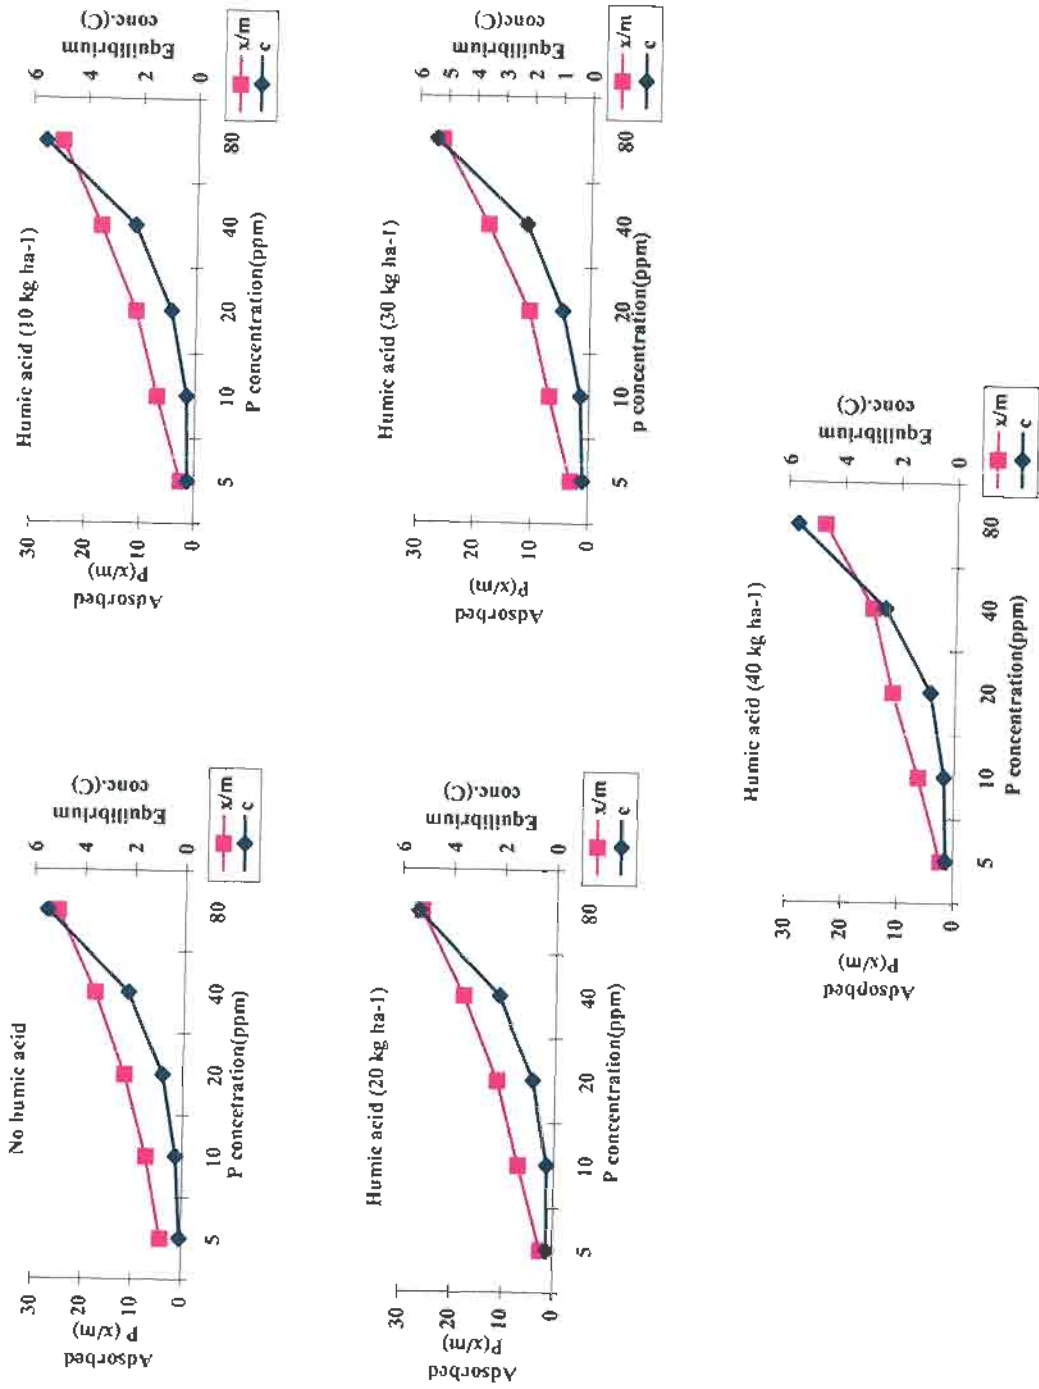 No humic acid
Adsorbed
P (x/m)
30
20
10
0
5
10
20
40
80
P concetration(ppm)
Equilibrium
conc.(C)
6
4
2
0
x/m
c
Humic acid (10 kg ha-1)
Adsorbed
P(x/m)
30
20
10
0
5
10
20
40
80
P concentration(ppm)
Equilibrium
conc.(C)
6
4
2
0
x/m
c
Humic acid (20 kg ha-1)
Adsorbed
P(x/m)
30
20
10
0
5
10
20
40
80
P concentration(ppm)
Equilibrium
conc.(C)
6
4
2
0
x/m
c
Humic acid (30 kg ha-1)
Adsorbed
P(x/m)
30
20
10
0
5
10
20
40
80
p concentration(ppm)
Equilibrium
conc.(C)
6
5
4
3
2
1
0
x/m
c
Humic acid (40 kg ha-1)
Adsopbed
P(x/m)
30
20
10
0
5
10
20
40
80
P concentration(ppm)
Equilibrium
conc.(C)
6
4
2
0
x/m
c